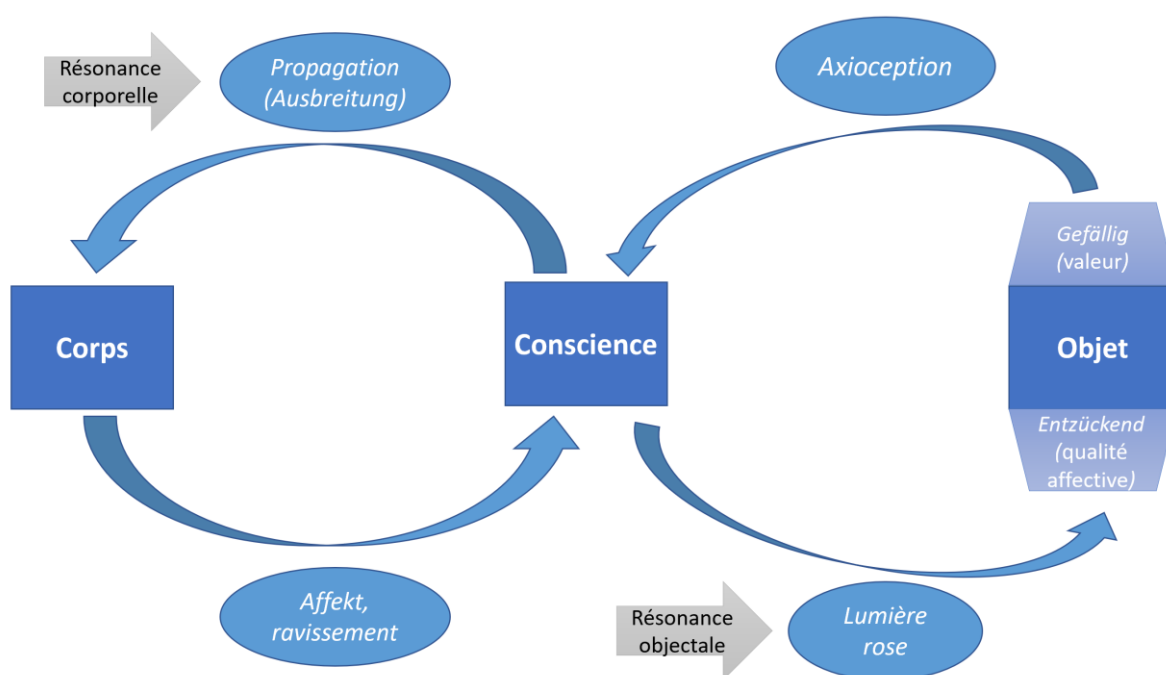 Résonance
corporelle
Propagation
(Ausbreitung)
Axioception
Gefällig
(valeur)
Corps
Conscience
Objet
Entzückend
(qualité
affective)
Affekt,
ravissement
Résonance
objectale
Lumière
rose